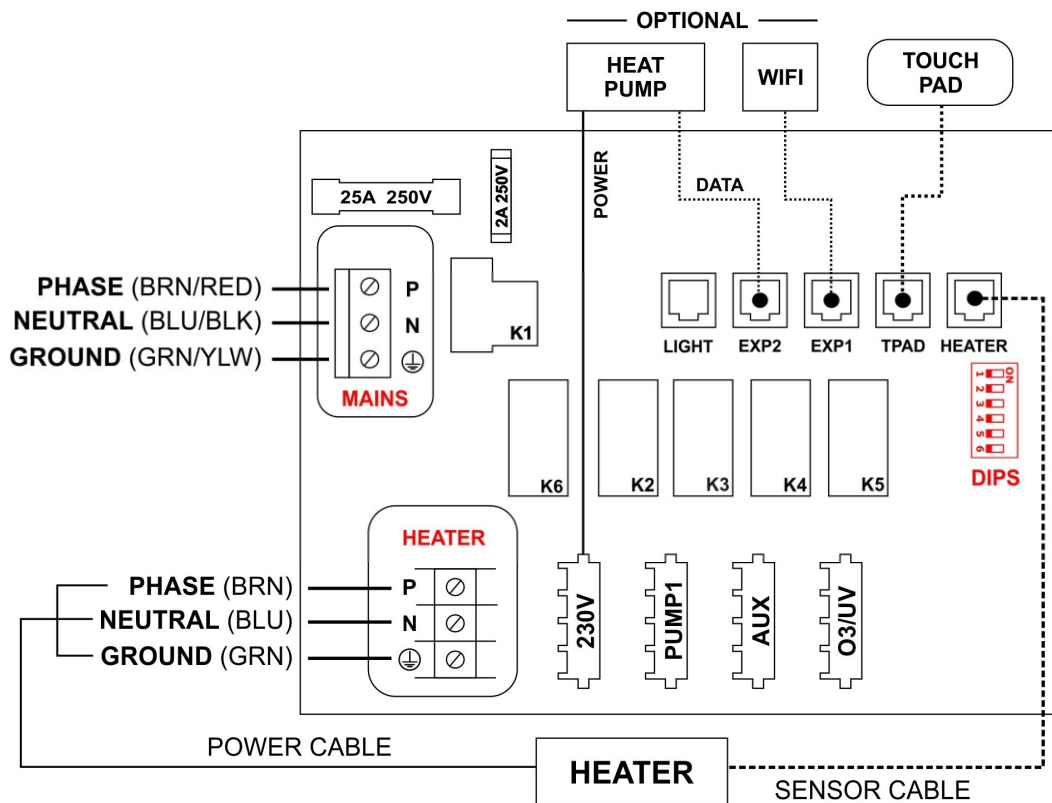 OPTIONAL
HEAT
PUMP
WIFI
TOUCH
PAD
POWER
DATA
25A 250V
2A 250V
PHASE (BRN/RED)
NEUTRAL (BLU/BLK)
GROUND (GRN/YLW)
P
N
MAINS
K1
LIGHT
EXP2
EXP1
TPAD
HEATER
ON
1
2
3
4
5
6
DIPS
K6
K2
K3
K4
K5
HEATER
PHASE (BRN)
NEUTRAL (BLU)
GROUND (GRN)
P
N
230V
PUMP1
AUX
O3/UV
POWER CABLE
HEATER
SENSOR CABLE